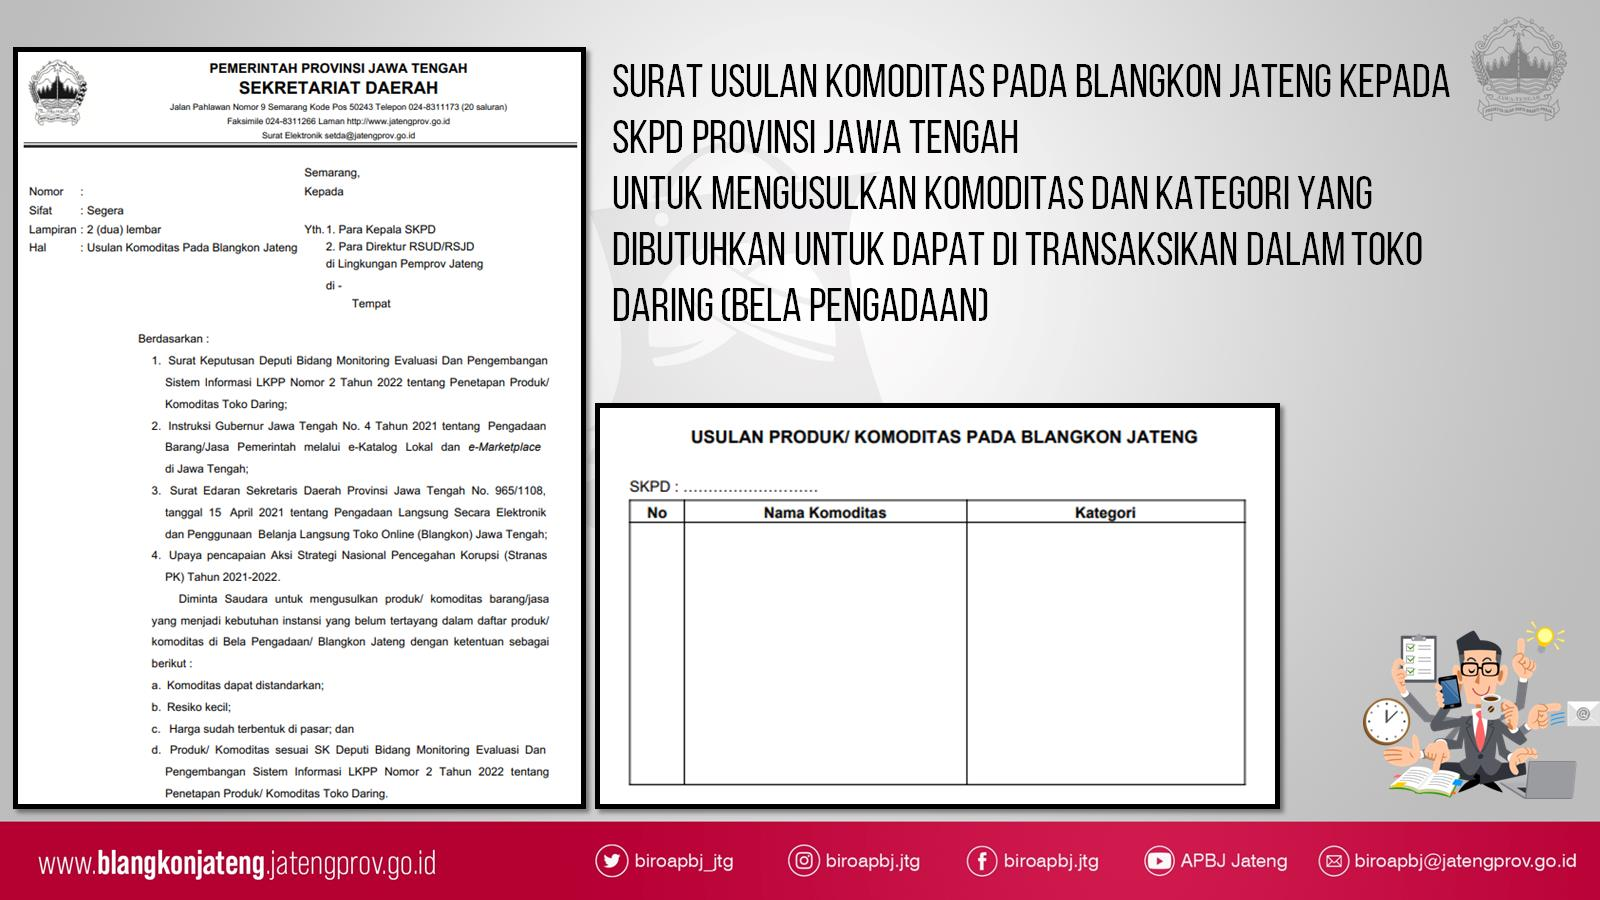 PEMERINTAH PROVINSI JAWA TENGAH
SEKRETARIAT DAERAH
Jalan Pahlawan Nomor 9 Semarang Kode Pos 50243 Telepon 024-8311173 (20 saluran)
Faksimile 024-8311266 Laman http://www.jatengprov.go.id
Surat Elektronik setda@jatengprov.go.id
Semarang,
Nomor :
Kepada
Sifat : Segera
Lampiran : 2 (dua) lembar
Hal : Usulan Komoditas Pada Blangkon Jateng
Yth. 1. Para Kepala SKPD
2. Para Direktur RSUD/RSJD
di Lingkungan Pemprov Jateng
di -
Tempat
Berdasarkan :
1. Surat Keputusan Deputi Bidang Monitoring Evaluasi Dan Pengembangan
Sistem Informasi LKPP Nomor 2 Tahun 2022 tentang Penetapan Produk/
Komoditas Toko Daring;
2. Instruksi Gubernur Jawa Tengah No. 4 Tahun 2021 tentang Pengadaan
Barang/Jasa Pemerintah melalui e-Katalog Lokal dan e-Marketplace
di Jawa Tengah;
3. Surat Edaran Sekretaris Daerah Provinsi Jawa Tengah No. 965/1108,
tanggal 15 April 2021 tentang Pengadaan Langsung Secara Elektronik
dan Penggunaan Belanja Langsung Toko Online (Blangkon) Jawa Tengah;
4. Upaya pencapaian Aksi Strategi Nasional Pencegahan Korupsi (Stranas
PK) Tahun 2021-2022.
Diminta Saudara untuk mengusulkan produk/ komoditas barang/jasa
yang menjadi kebutuhan instansi yang belum tertayang dalam daftar produk/
komoditas di Bela Pengadaan/ Blangkon Jateng dengan ketentuan sebagai
berikut :
a. Komoditas dapat distandarkan;
b. Resiko kecil;
c. Harga sudah terbentuk di pasar; dan
d. Produk/ Komoditas sesuai SK Deputi Bidang Monitoring Evaluasi Dan
Pengembangan Sistem Informasi LKPP Nomor 2 Tahun 2022 tentang
Penetapan Produk/ Komoditas Toko Daring.
SURAT USULAN KOMODITAS PADA BLANGKON JATENG KEPADA
SKPD PROVINSI JAWA TENGAH
UNTUK MENGUSULKAN KOMODITAS DAN KATEGORI YANG
DIBUTUHKAN UNTUK DAPAT DI TRANSAKSIKAN DALAM TOKO
DARING (BELA PENGADAAN)
USULAN PRODUK/ KOMODITAS PADA BLANGKON JATENG
SKPD : ...........................
No Nama Komoditas Kategori
www.blangkonjateng.jatengprov.go.id
biroapbj_jtg
biroapbj.jtg
biroapbj.jtg
APBJ Jateng
biroapbj@jatengprov.go.id